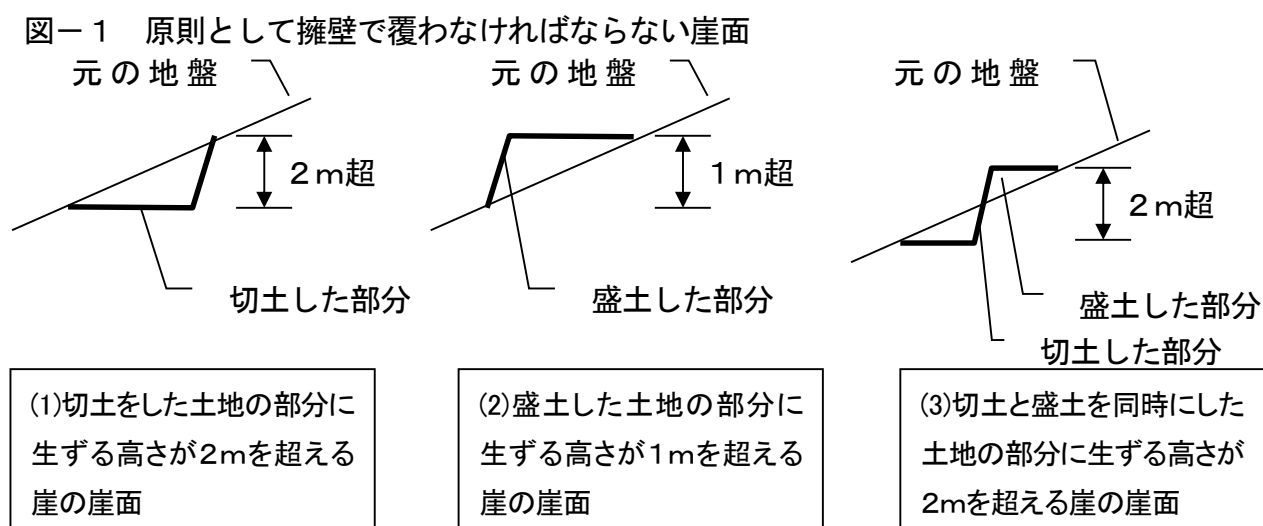 図－１　原則として擁壁で覆わなければならない崖面
元の地盤
２ｍ超
切土した部分
元の地盤
１ｍ超
盛土した部分
元の地盤
２ｍ超
盛土した部分
切土した部分
⑴切土をした土地の部分に
生ずる高さが２ｍを超える
崖の崖面
⑵盛土した土地の部分に
生ずる高さが１ｍを超える
崖の崖面
⑶切土と盛土を同時にした
土地の部分に生ずる高さが
２ｍを超える崖の崖面